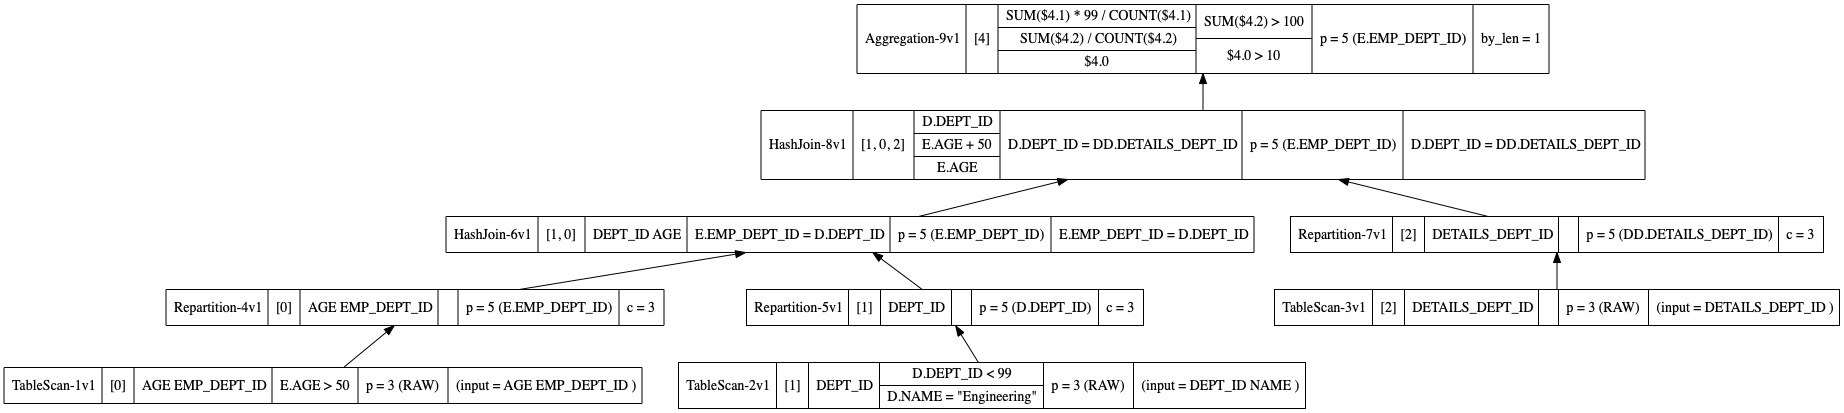 Aggregation-9v1 [4] SUM($4.1) * 99 / COUNT($4.1) SUM($4.2) / COUNT($4.2) $4.0 SUM($4.2) > 100 $4.0 > 10 p = 5 (E.EMP_DEPT_ID) by_len = 1
HashJoin-8v1 [1, 0, 2] D.DEPT_ID E.AGE + 50 E.AGE D.DEPT_ID = DD.DETAILS_DEPT_ID p = 5 (E.EMP_DEPT_ID) D.DEPT_ID = DD.DETAILS_DEPT_ID
HashJoin-6v1 [1, 0] DEPT_ID AGE E.EMP_DEPT_ID = D.DEPT_ID p = 5 (E.EMP_DEPT_ID) E.EMP_DEPT_ID = D.DEPT_ID
Repartition-7v1 [2] DETAILS_DEPT_ID p = 5 (DD.DETAILS_DEPT_ID) c = 3
Repartition-4v1 [0] AGE EMP_DEPT_ID p = 5 (E.EMP_DEPT_ID) c = 3
Repartition-5v1 [1] DEPT_ID p = 5 (D.DEPT_ID) c = 3
TableScan-3v1 [2] DETAILS_DEPT_ID p = 3 (RAW) (input = DETAILS_DEPT_ID )
TableScan-1v1 [0] AGE EMP_DEPT_ID E.AGE > 50 p = 3 (RAW) (input = AGE EMP_DEPT_ID )
TableScan-2v1 [1] DEPT_ID D.DEPT_ID < 99 D.NAME = "Engineering" p = 3 (RAW) (input = DEPT_ID NAME )